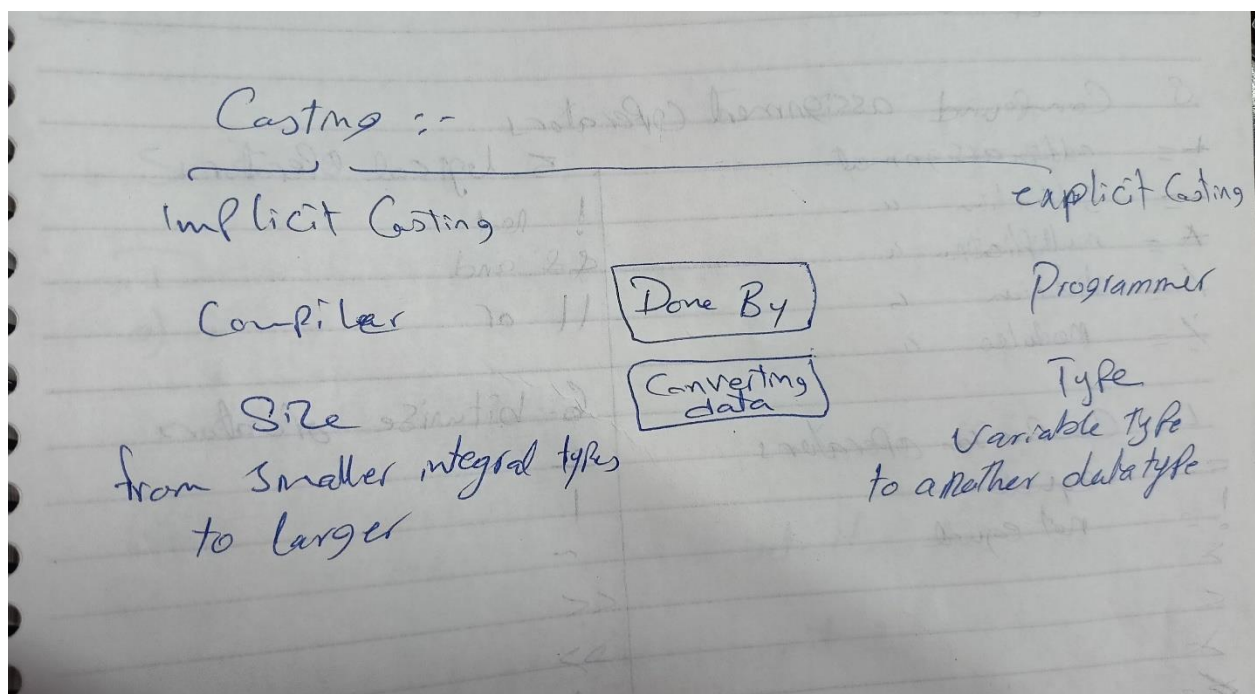 Casting :-
Implicit Casting
explicit Casting
Compiler
Done By
Programmer
Size
from smaller integral types
to larger
Converting
data
Type
Variable Type
to another datatype